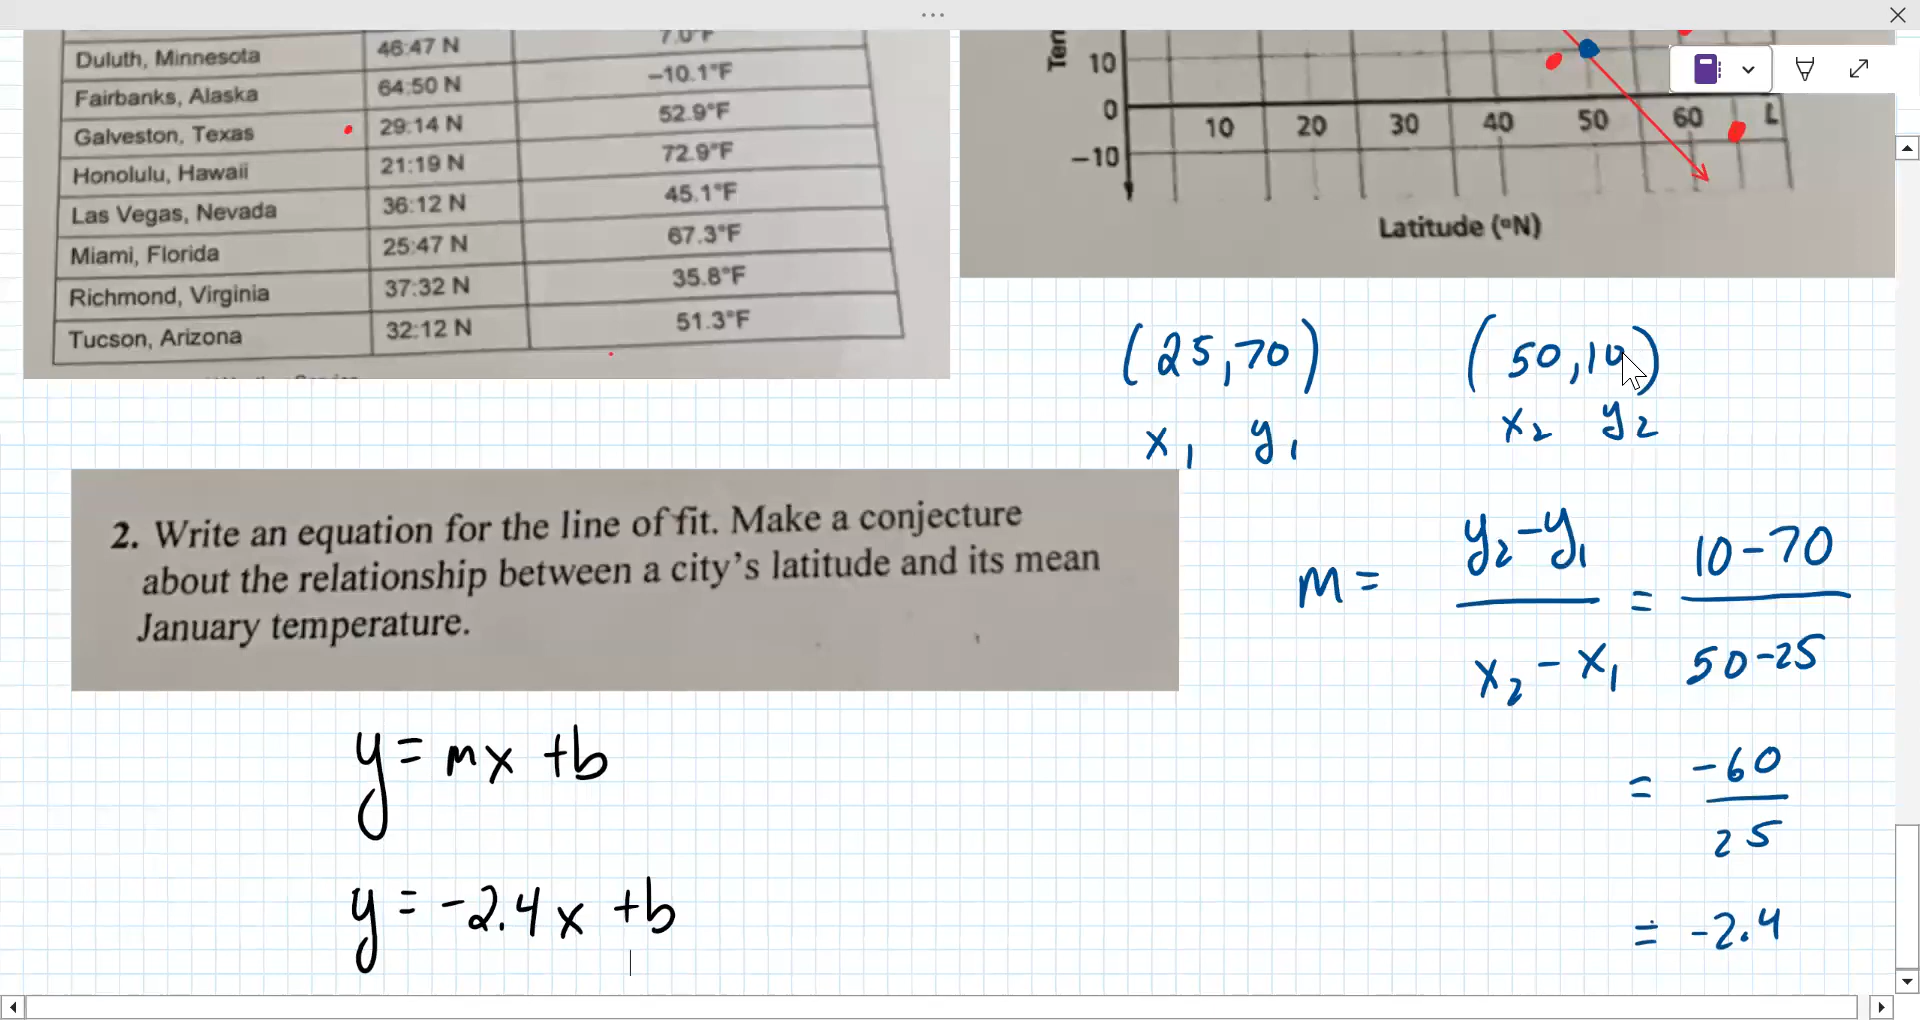 7.0°F
Duluth, Minnesota 46:47 N
Fairbanks, Alaska 64:50 N −10.1°F
Galveston, Texas 29:14 N 52.9°F
Honolulu, Hawaii 21:19 N 72.9°F
Las Vegas, Nevada 36:12 N 45.1°F
Miami, Florida 25:47 N 67.3°F
Richmond, Virginia 37:32 N 35.8°F
Tucson, Arizona 32:12 N 51.3°F
Ten
10
0
10 20 30 40 50 60 L
−10
Latitude (°N)
(25,70) (50,10)
x1 y1 x2 y2
2. Write an equation for the line of fit. Make a conjecture
about the relationship between a city's latitude and its mean
January temperature.
m = y2-y1 / x2-x1 = 10-70 / 50-25
= -60 / 25
= -2.4
y = mx +b
y = -2.4x +b